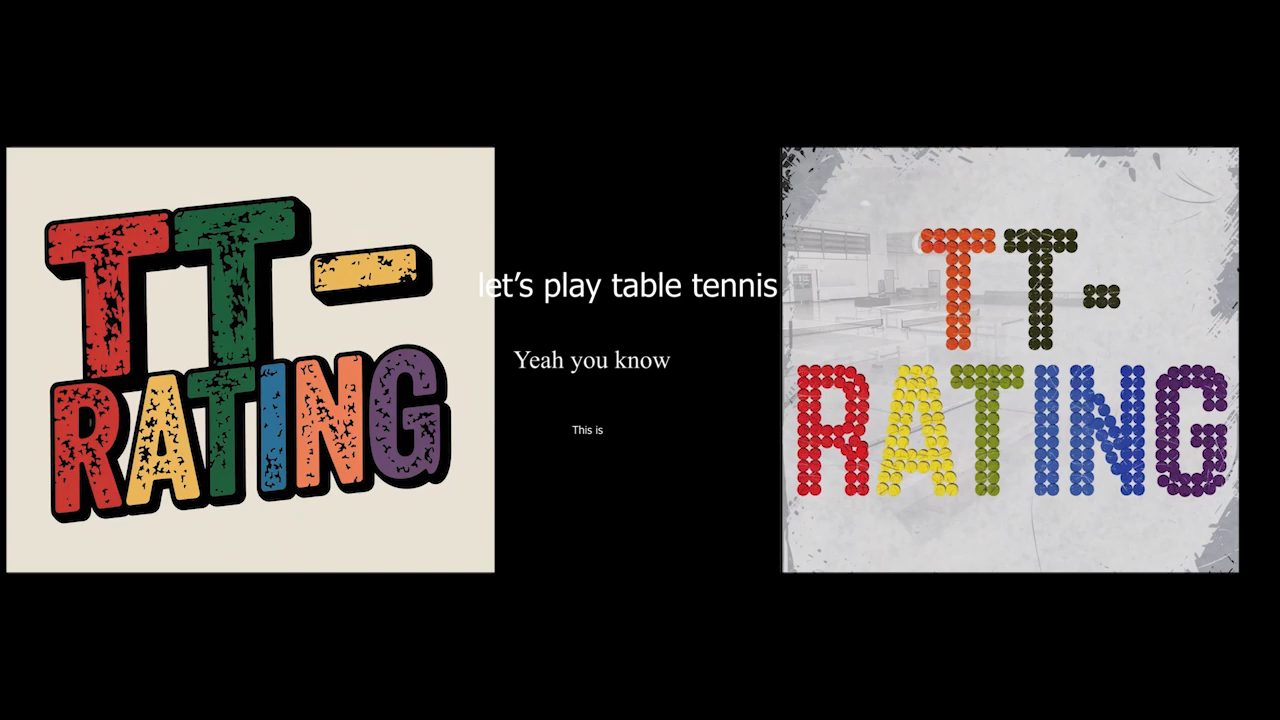 TT-
RATING
let’s play table tennis
Yeah you know
This is
TT-
RATING